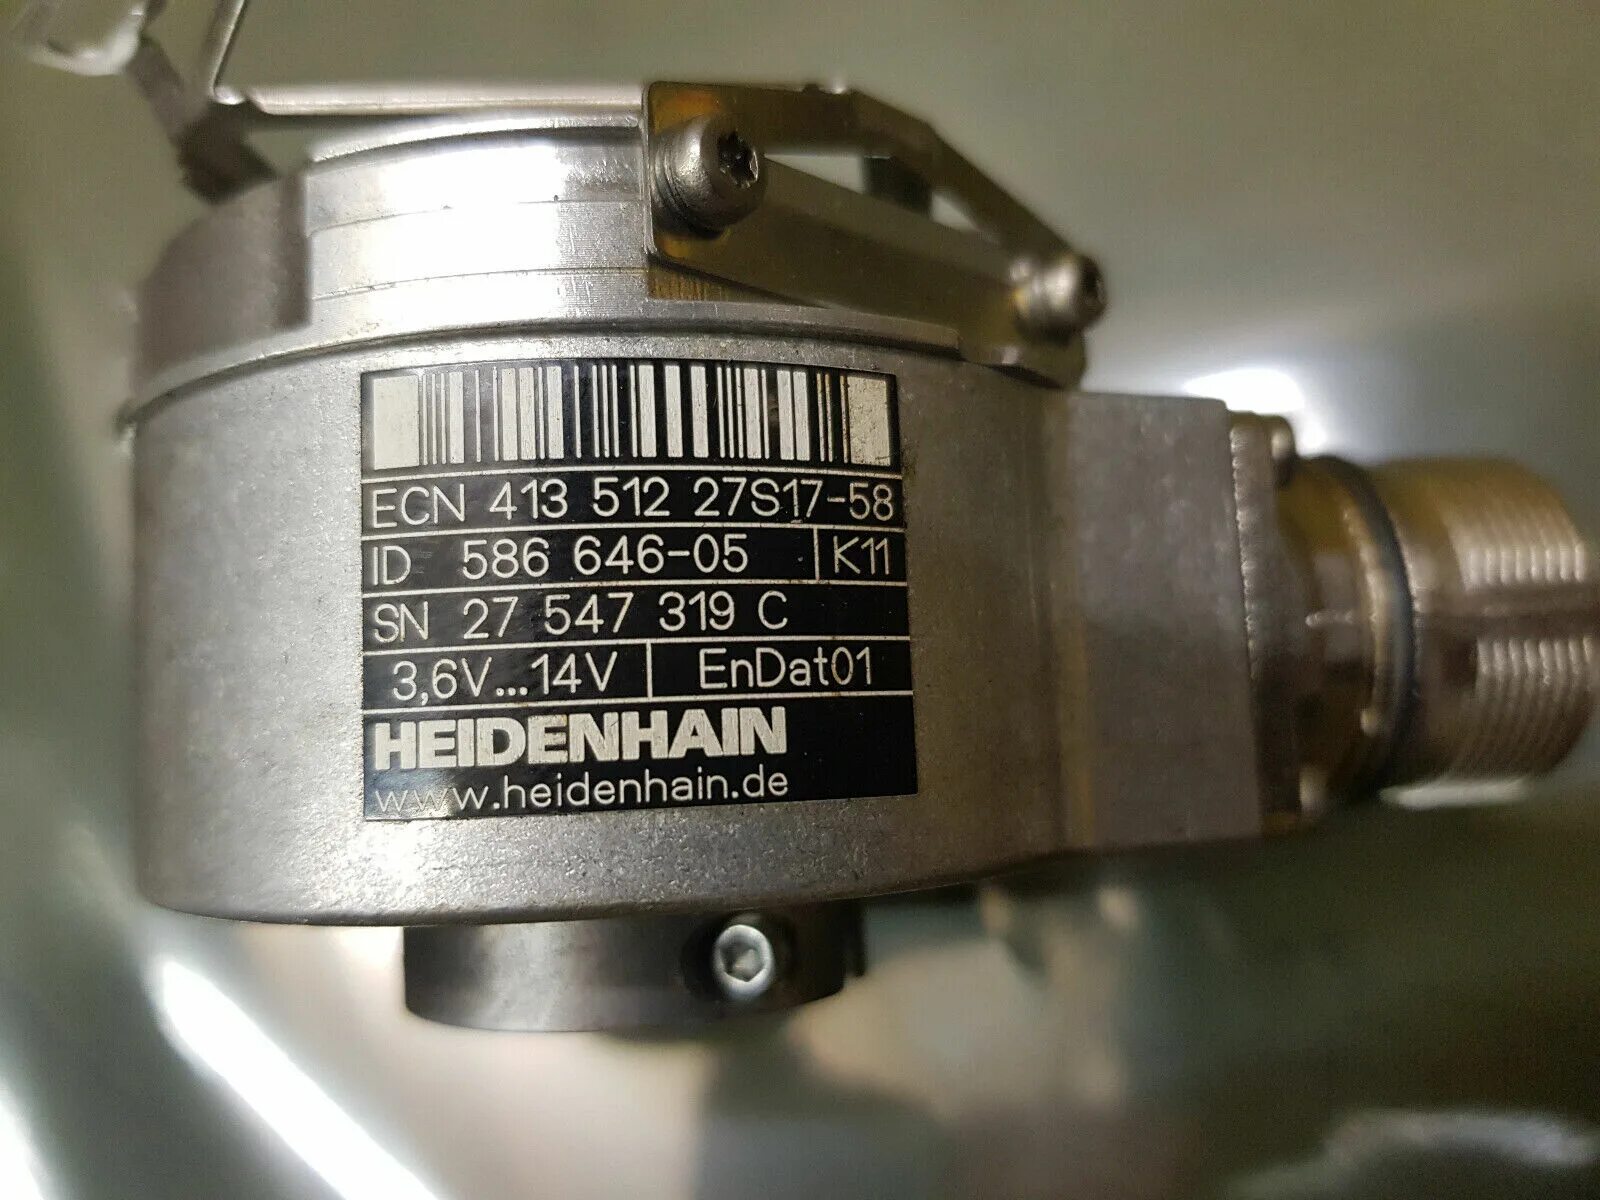 ECN 413 512 27S17-58
ID 586 646-05 K11
SN 27 547 319 C
3,6V...14V EnDat01
HEIDENHAIN
www.heidenhain.de